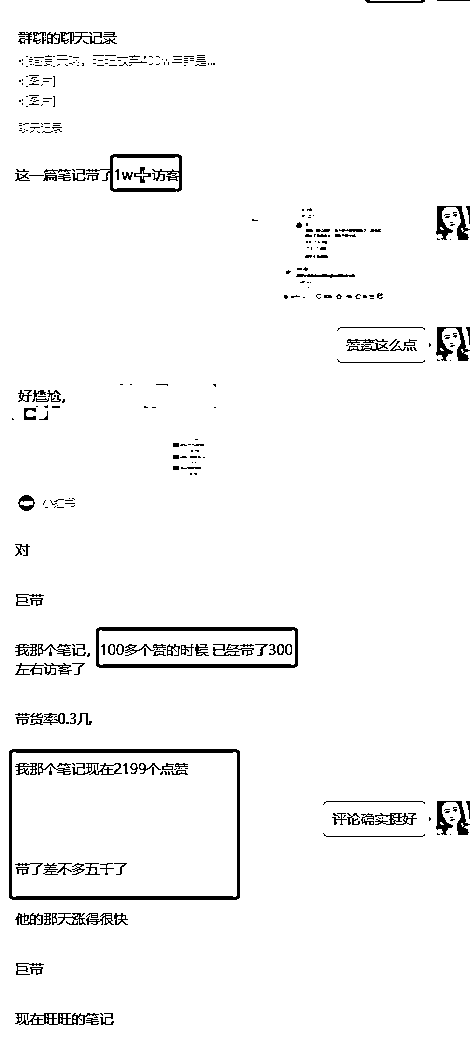 群聊的聊天记录
[图片]
[图片]
聊天记录
这一篇笔记带了1w+访客
赞藏这么点
好尴尬,
小红书
对
巨带
我那个笔记, 100多个赞的时候 已经带了300
左右访客了
带货率0.3几
我那个笔记现在2199个点赞
评论确实挺好
带了差不多五千了
他的那天涨得很快
巨带
现在旺旺的笔记